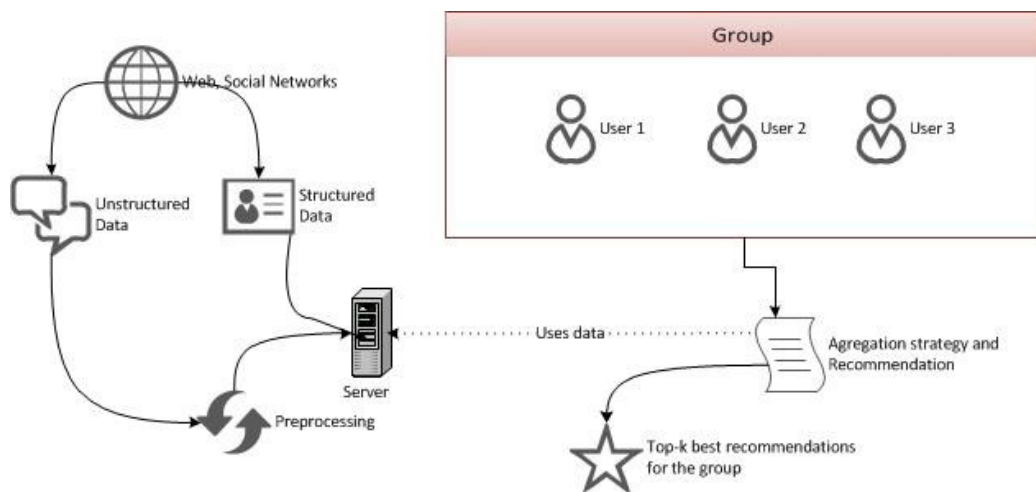 Group
Web, Social Networks
User 1
User 2
User 3
Unstructured
Data
Structured
Data
Uses data
Agregation strategy and
Recommendation
Server
Preprocessing
Top-k best recommendations
for the group